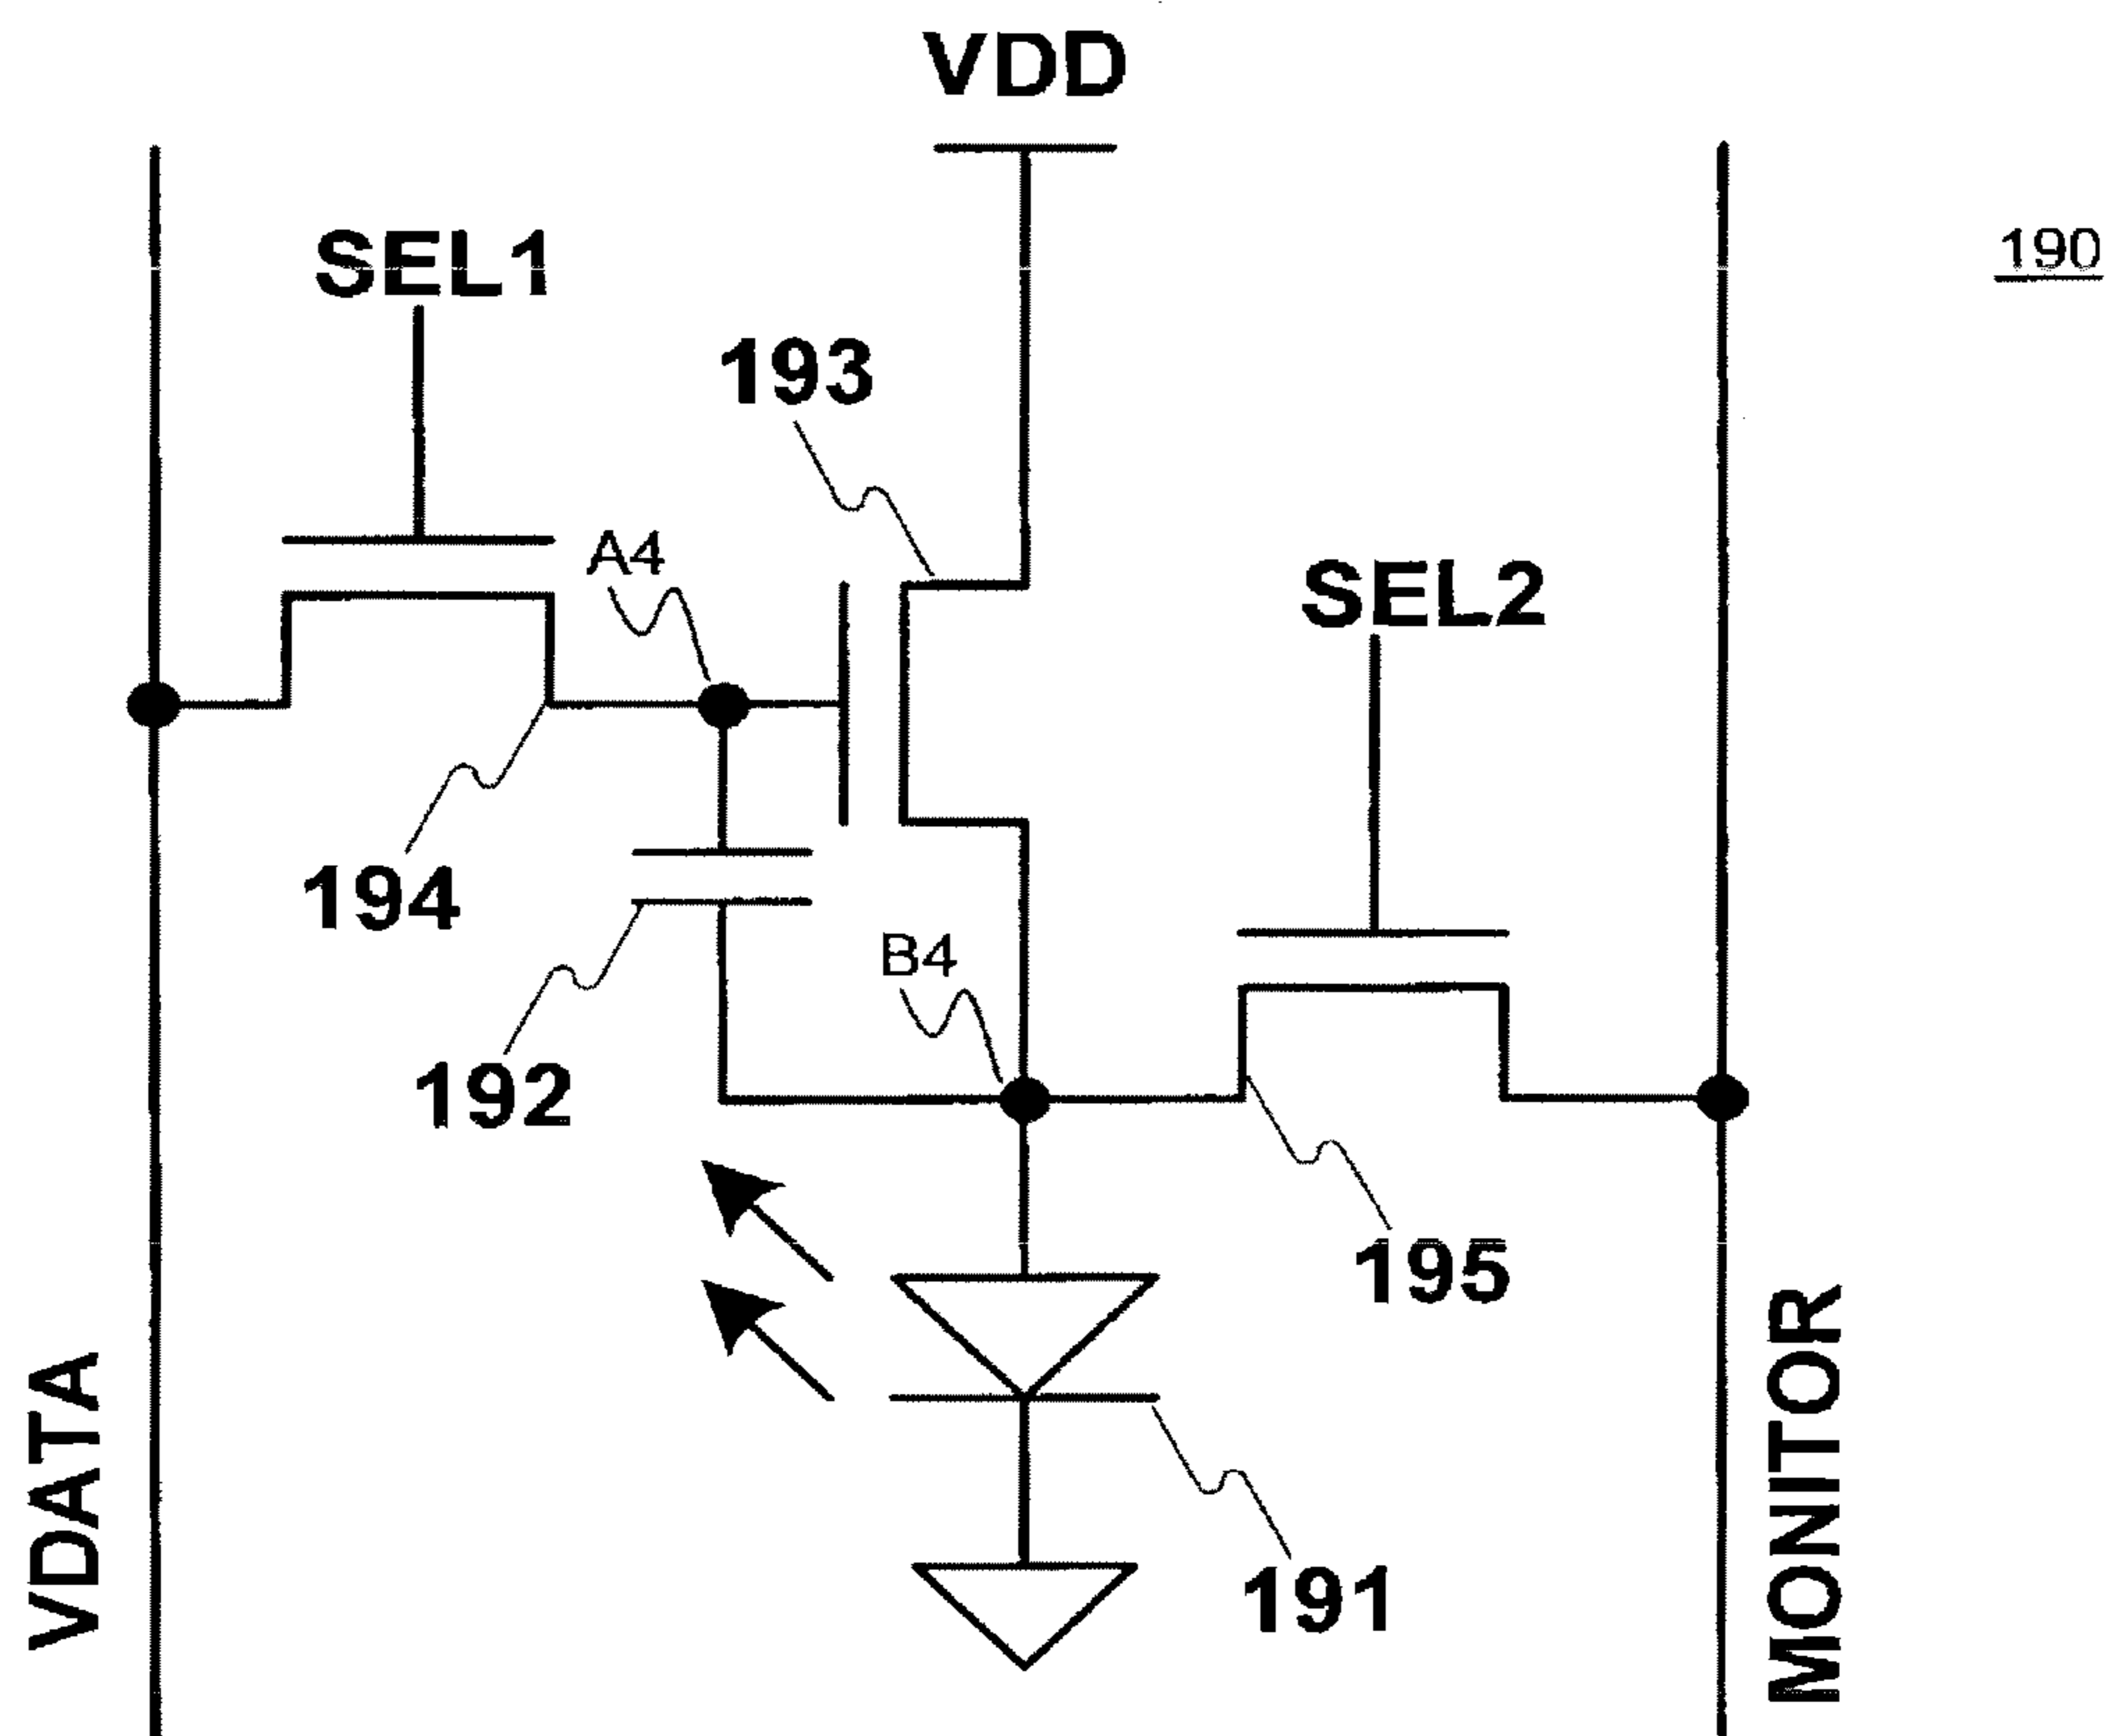 VDD
SEL1
190
193
A4
SEL2
194
B4
192
195
191
VDATA
MONITOR